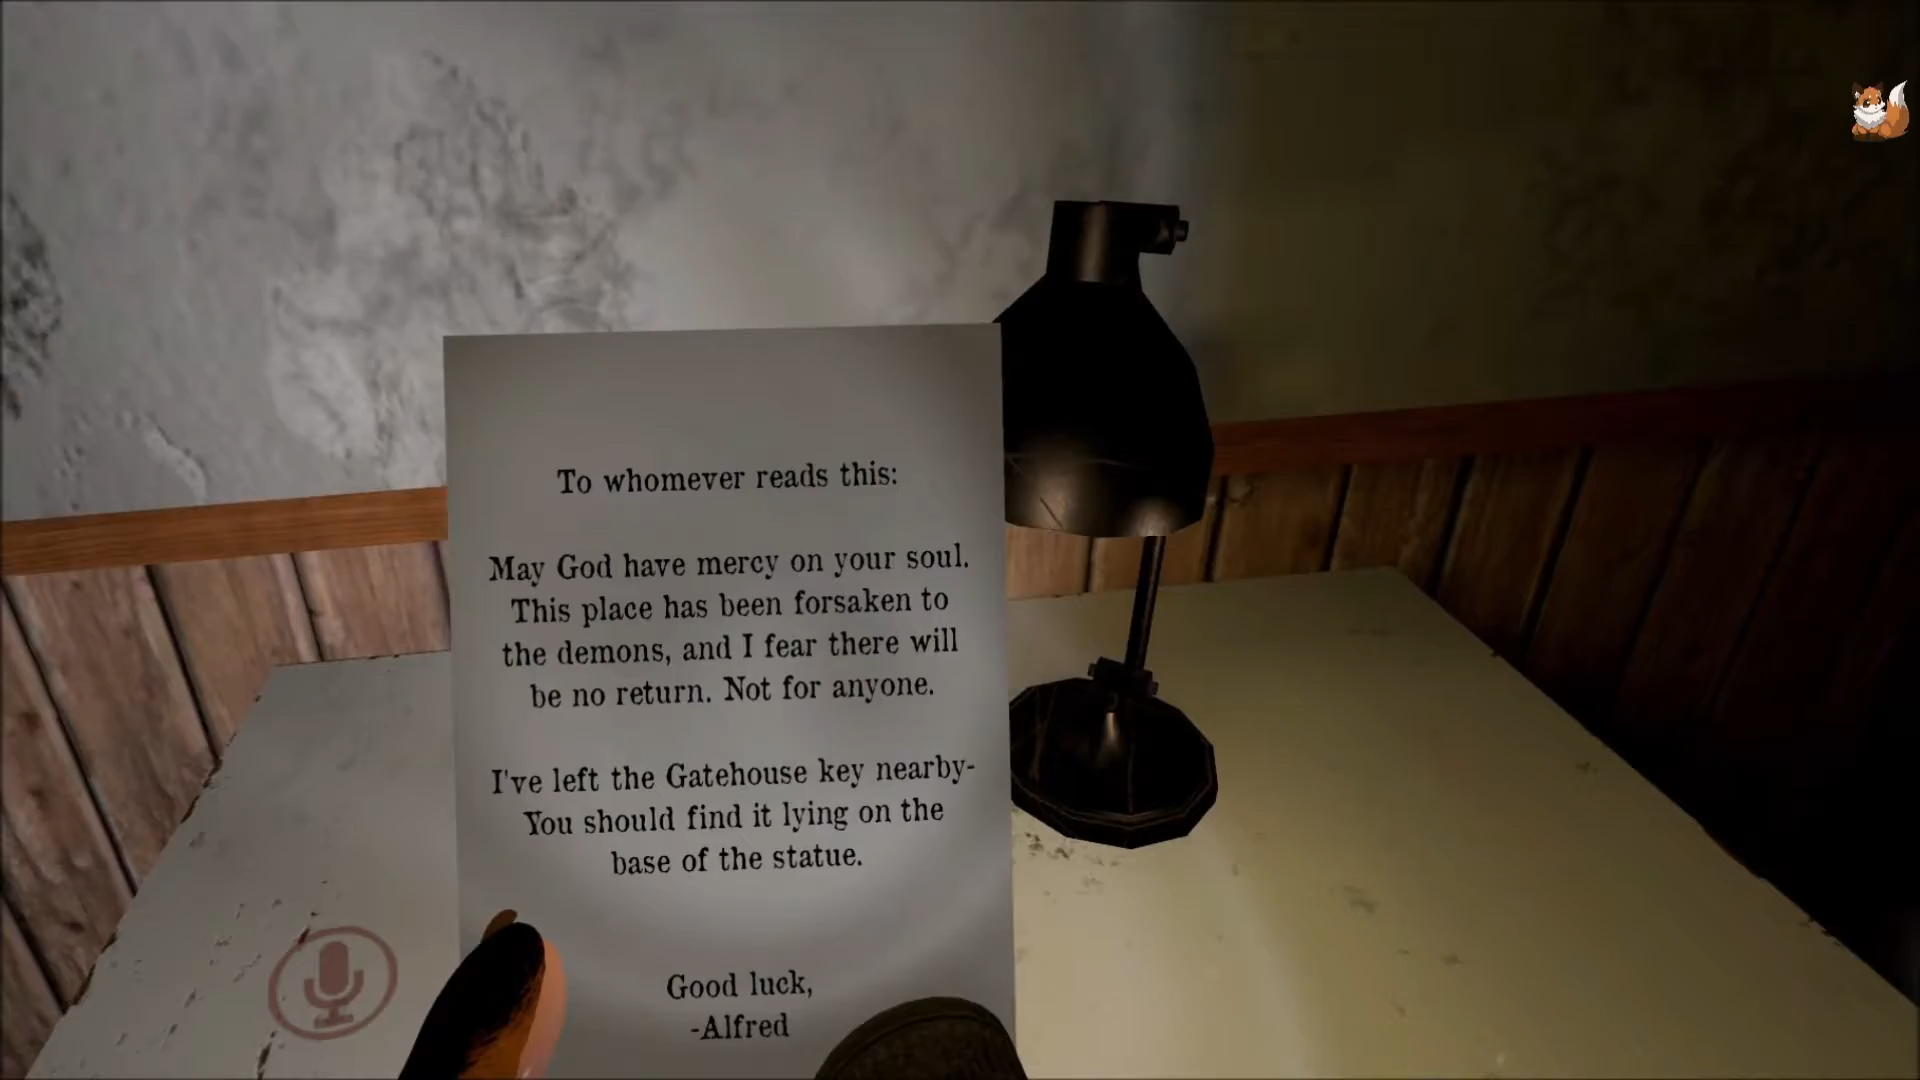 To whomever reads this:
May God have mercy on your soul.
This place has been forsaken to
the demons, and I fear there will
be no return. Not for anyone.
I've left the Gatehouse key nearby-
You should find it lying on the
base of the statue.
Good luck,
-Alfred